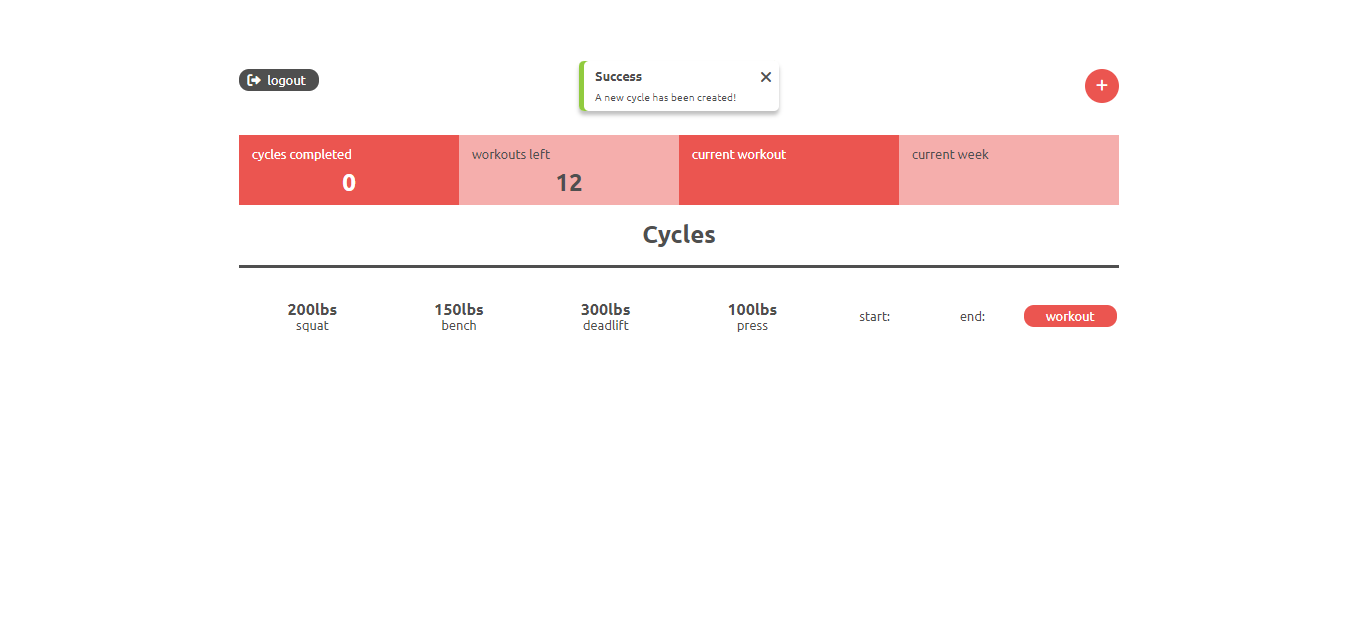 logout
Success
A new cycle has been created!
+
cycles completed
0
workouts left
12
current workout
current week
Cycles
200lbs
squat
150lbs
bench
300lbs
deadlift
100lbs
press
start:
end:
workout